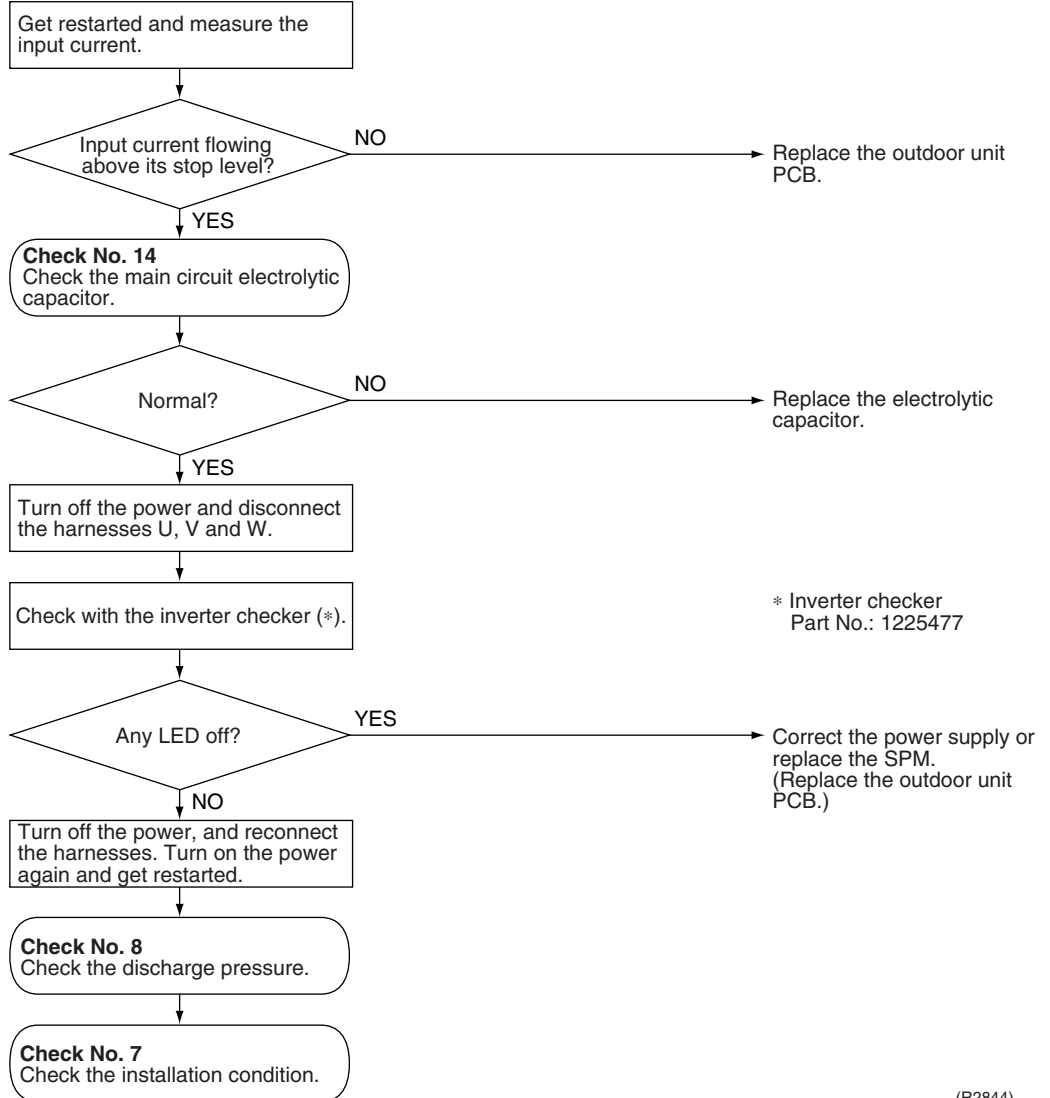 Get restarted and measure the
input current.
Input current flowing
above its stop level?
NO
Replace the outdoor unit
PCB.
YES
Check No. 14
Check the main circuit electrolytic
capacitor.
Normal?
NO
Replace the electrolytic
capacitor.
YES
Turn off the power and disconnect
the harnesses U, V and W.
Check with the inverter checker (*).
* Inverter checker
Part No.: 1225477
Any LED off?
YES
Correct the power supply or
replace the SPM.
(Replace the outdoor unit
PCB.)
NO
Turn off the power, and reconnect
the harnesses. Turn on the power
again and get restarted.
Check No. 8
Check the discharge pressure.
Check No. 7
Check the installation condition.
(R2844)